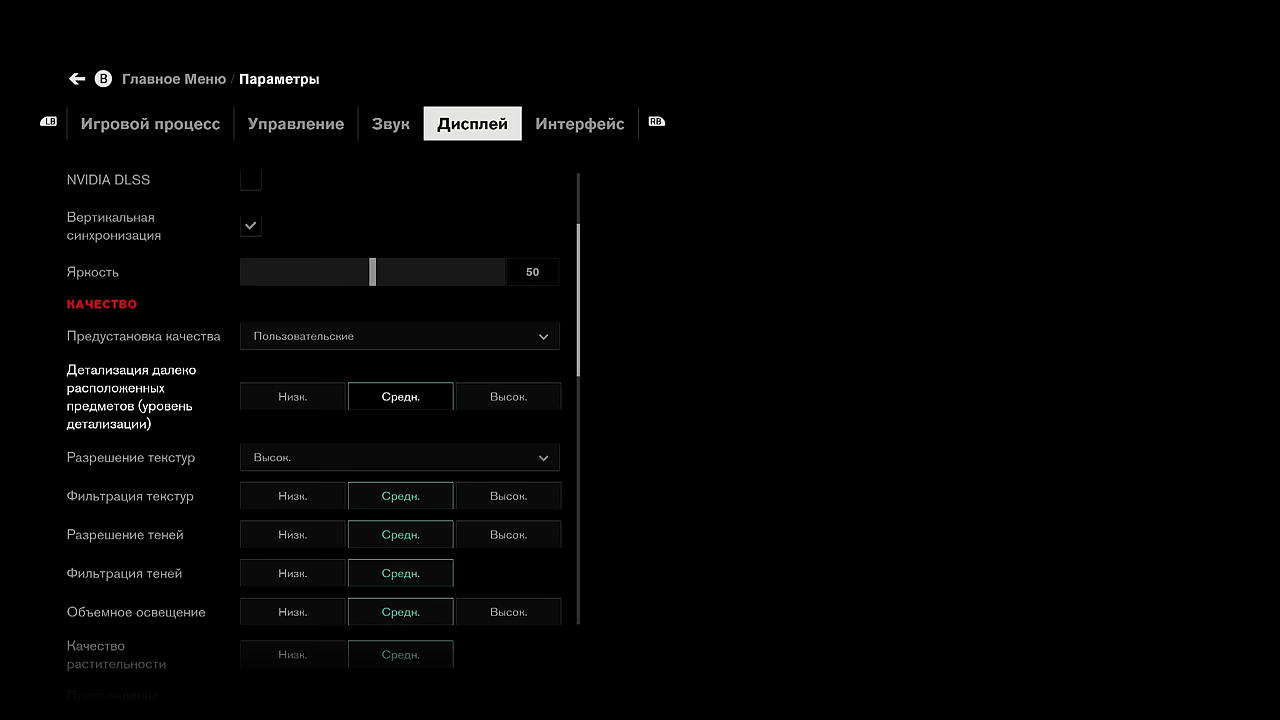 B Главное Меню / Параметры
LB Игровой процесс Управление Звук Дисплей Интерфейс RB
NVIDIA DLSS
Вертикальная
синхронизация
Яркость 50
КАЧЕСТВО
Предустановка качества Пользовательские
Детализация далеко
расположенных
предметов (уровень
детализации)
Низк. Средн. Высок.
Разрешение текстур Высок.
Фильтрация текстур Низк. Средн. Высок.
Разрешение теней Низк. Средн. Высок.
Фильтрация теней Низк. Средн.
Объемное освещение Низк. Средн. Высок.
Качество
растительности
Низк. Средн.